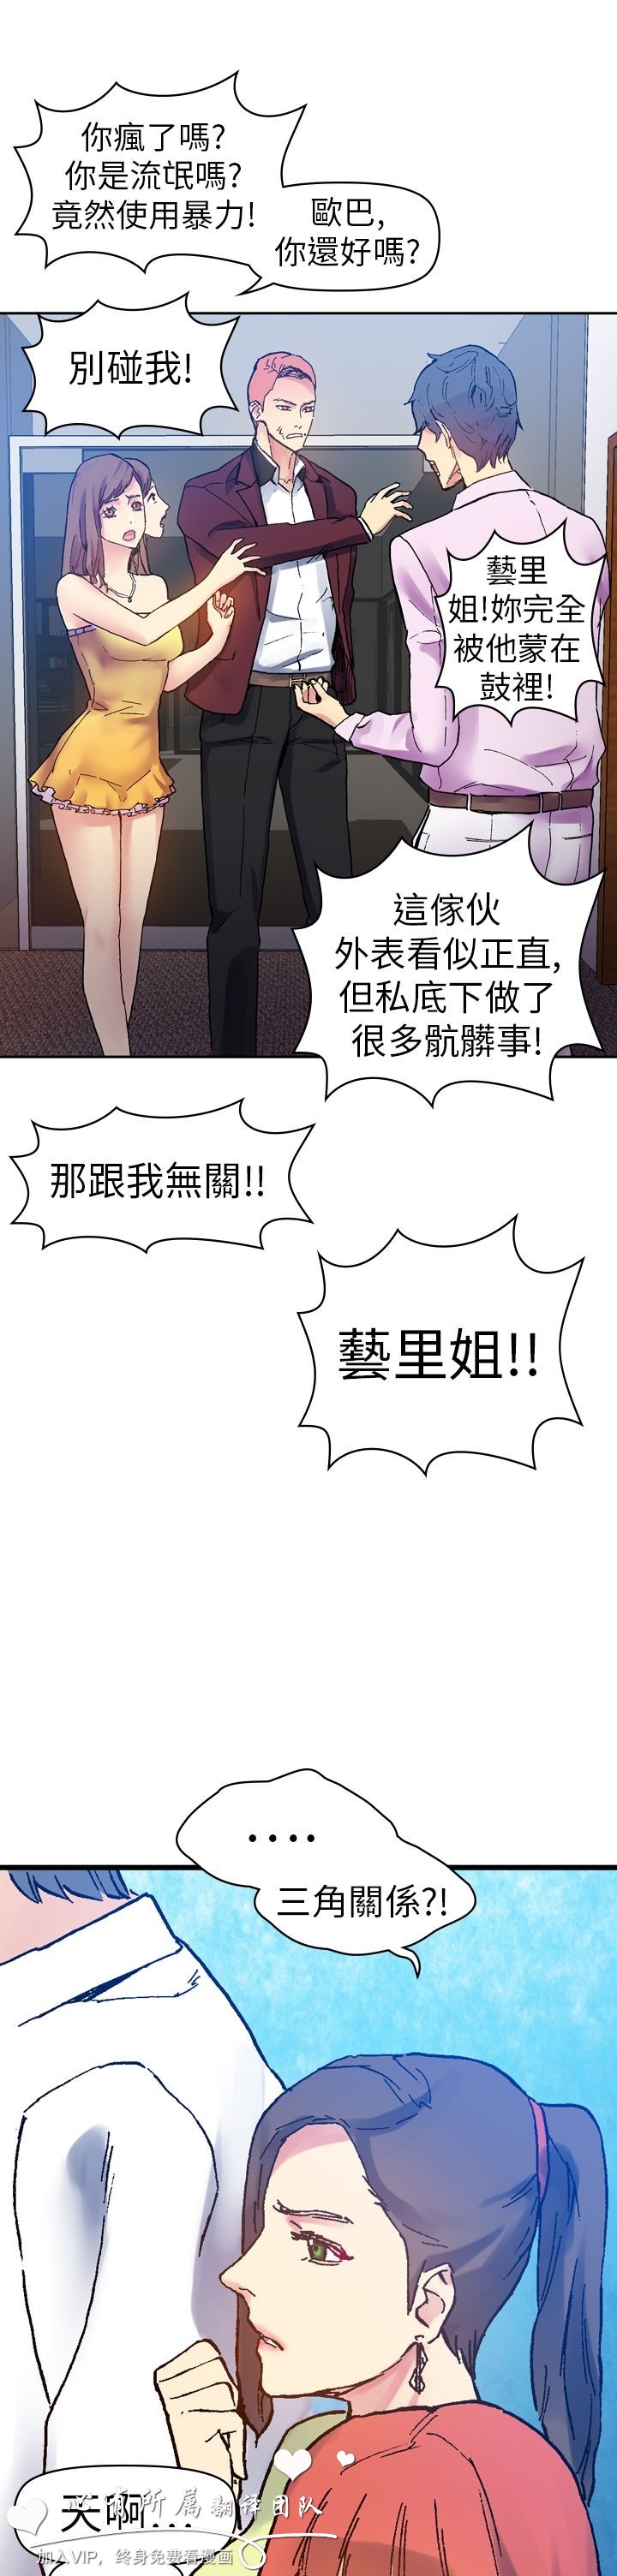 你瘋了嗎?
你是流氓嗎?
竟然使用暴力!
歐巴,
你還好嗎?
別碰我!
藝里
姐!妳完全
被他蒙在
鼓裡!
這傢伙
外表看似正直,
但私底下做了
很多骯髒事!
那跟我無關!!
藝里姐!!
....
三角關係?!
天啊...
心有所属翻译团队
加入VIP，终身免费看漫画